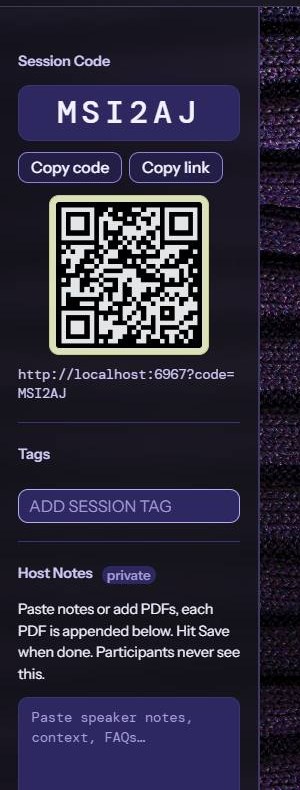 Session Code
MSI2AJ
Copy code Copy link
http://localhost:6967?code=
MSI2AJ
Tags
ADD SESSION TAG
Host Notes private
Paste notes or add PDFs, each
PDF is appended below. Hit Save
when done. Participants never see
this.
Paste speaker notes,
context, FAQs…